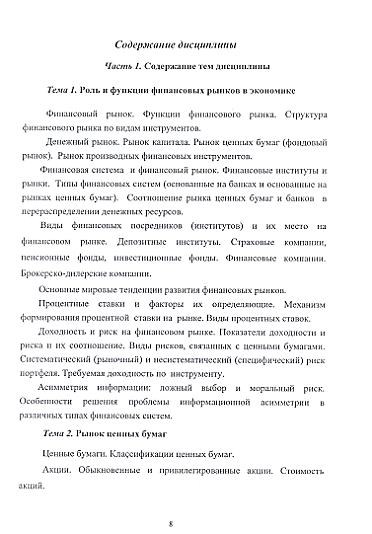 Содержание дисциплины
Часть 1. Содержание тем дисциплины
Тема 1. Роль и функции финансовых рынков в экономике
Финансовый рынок. Функции финансового рынка. Структура
финансового рынка по видам инструментов.
Денежный рынок. Рынок капитала. Рынок ценных бумаг (фондовый
рынок). Рынок производных финансовых инструментов.
Финансовая система и финансовый рынок. Финансовые институты и
рынки. Типы финансовых систем (основанные на банках и основанные на
рынках ценных бумаг). Соотношение рынка ценных бумаг и банков в
перераспределении денежных ресурсов.
Виды финансовых посредников (институтов) и их место на
финансовом рынке. Депозитные институты. Страховые компании,
пенсионные фонды, инвестиционные фонды. Финансовые компании.
Брокерско-дилерские компании.
Основные мировые тенденции развития финансовых рынков.
Процентные ставки и факторы их определяющие. Механизм
формирования процентной ставки на рынке. Виды процентных ставок.
Доходность и риск на финансовом рынке. Показатели доходности и
риска и их соотношение. Виды рисков, связанных с ценными бумагами.
Систематический (рыночный) и несистематический (специфический) риск
портфеля. Требуемая доходность по инструменту.
Асимметрия информации: ложный выбор и моральный риск.
Особенности решения проблемы информационной асимметрии в
различных типах финансовых систем.
Тема 2. Рынок ценных бумаг
Ценные бумаги. Классификации ценных бумаг.
Акции. Обыкновенные и привилегированные акции. Стоимость
акций.
8